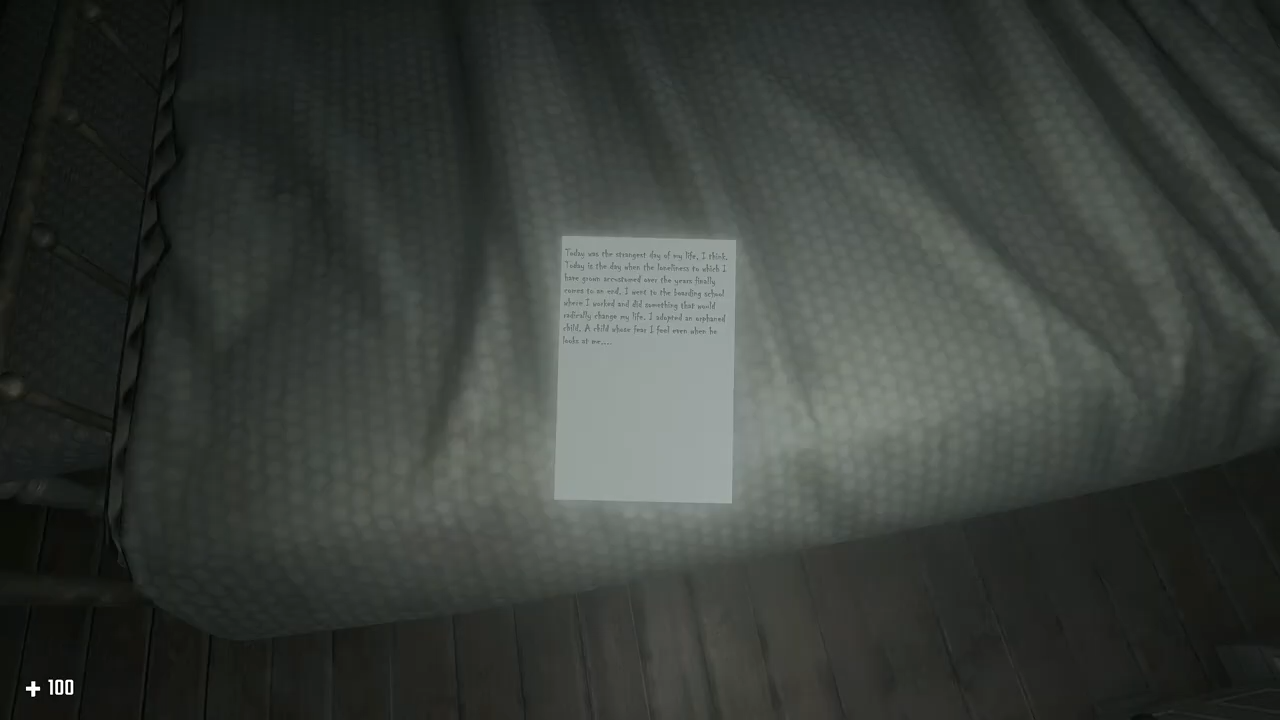 Today was the strangest day of my life, I think.
Today is the day when the loneliness to which I
have grown accustomed over the years finally
comes to an end. I went to the boarding school
where I worked and did something that would
radically change my life. I adopted an orphaned
child. A child whose fear I feel even when he
looks at me.....
+ 100